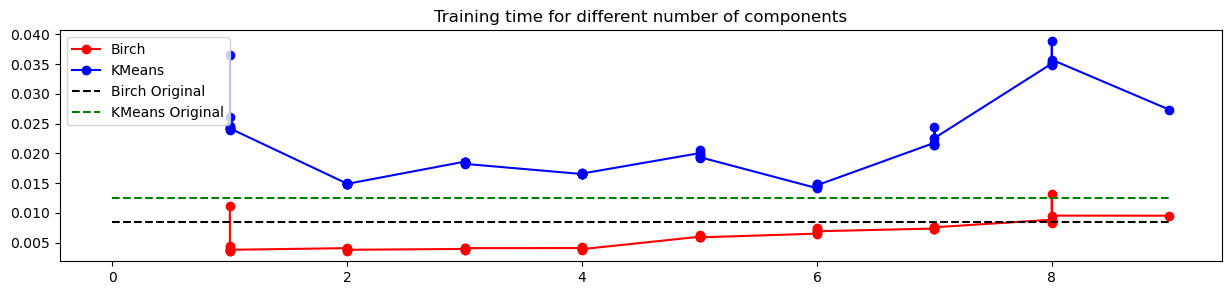 Training time for different number of components
0.040
0.035
0.030
0.025
0.020
0.015
0.010
0.005
Birch
KMeans
Birch Original
KMeans Original
0 2 4 6 8